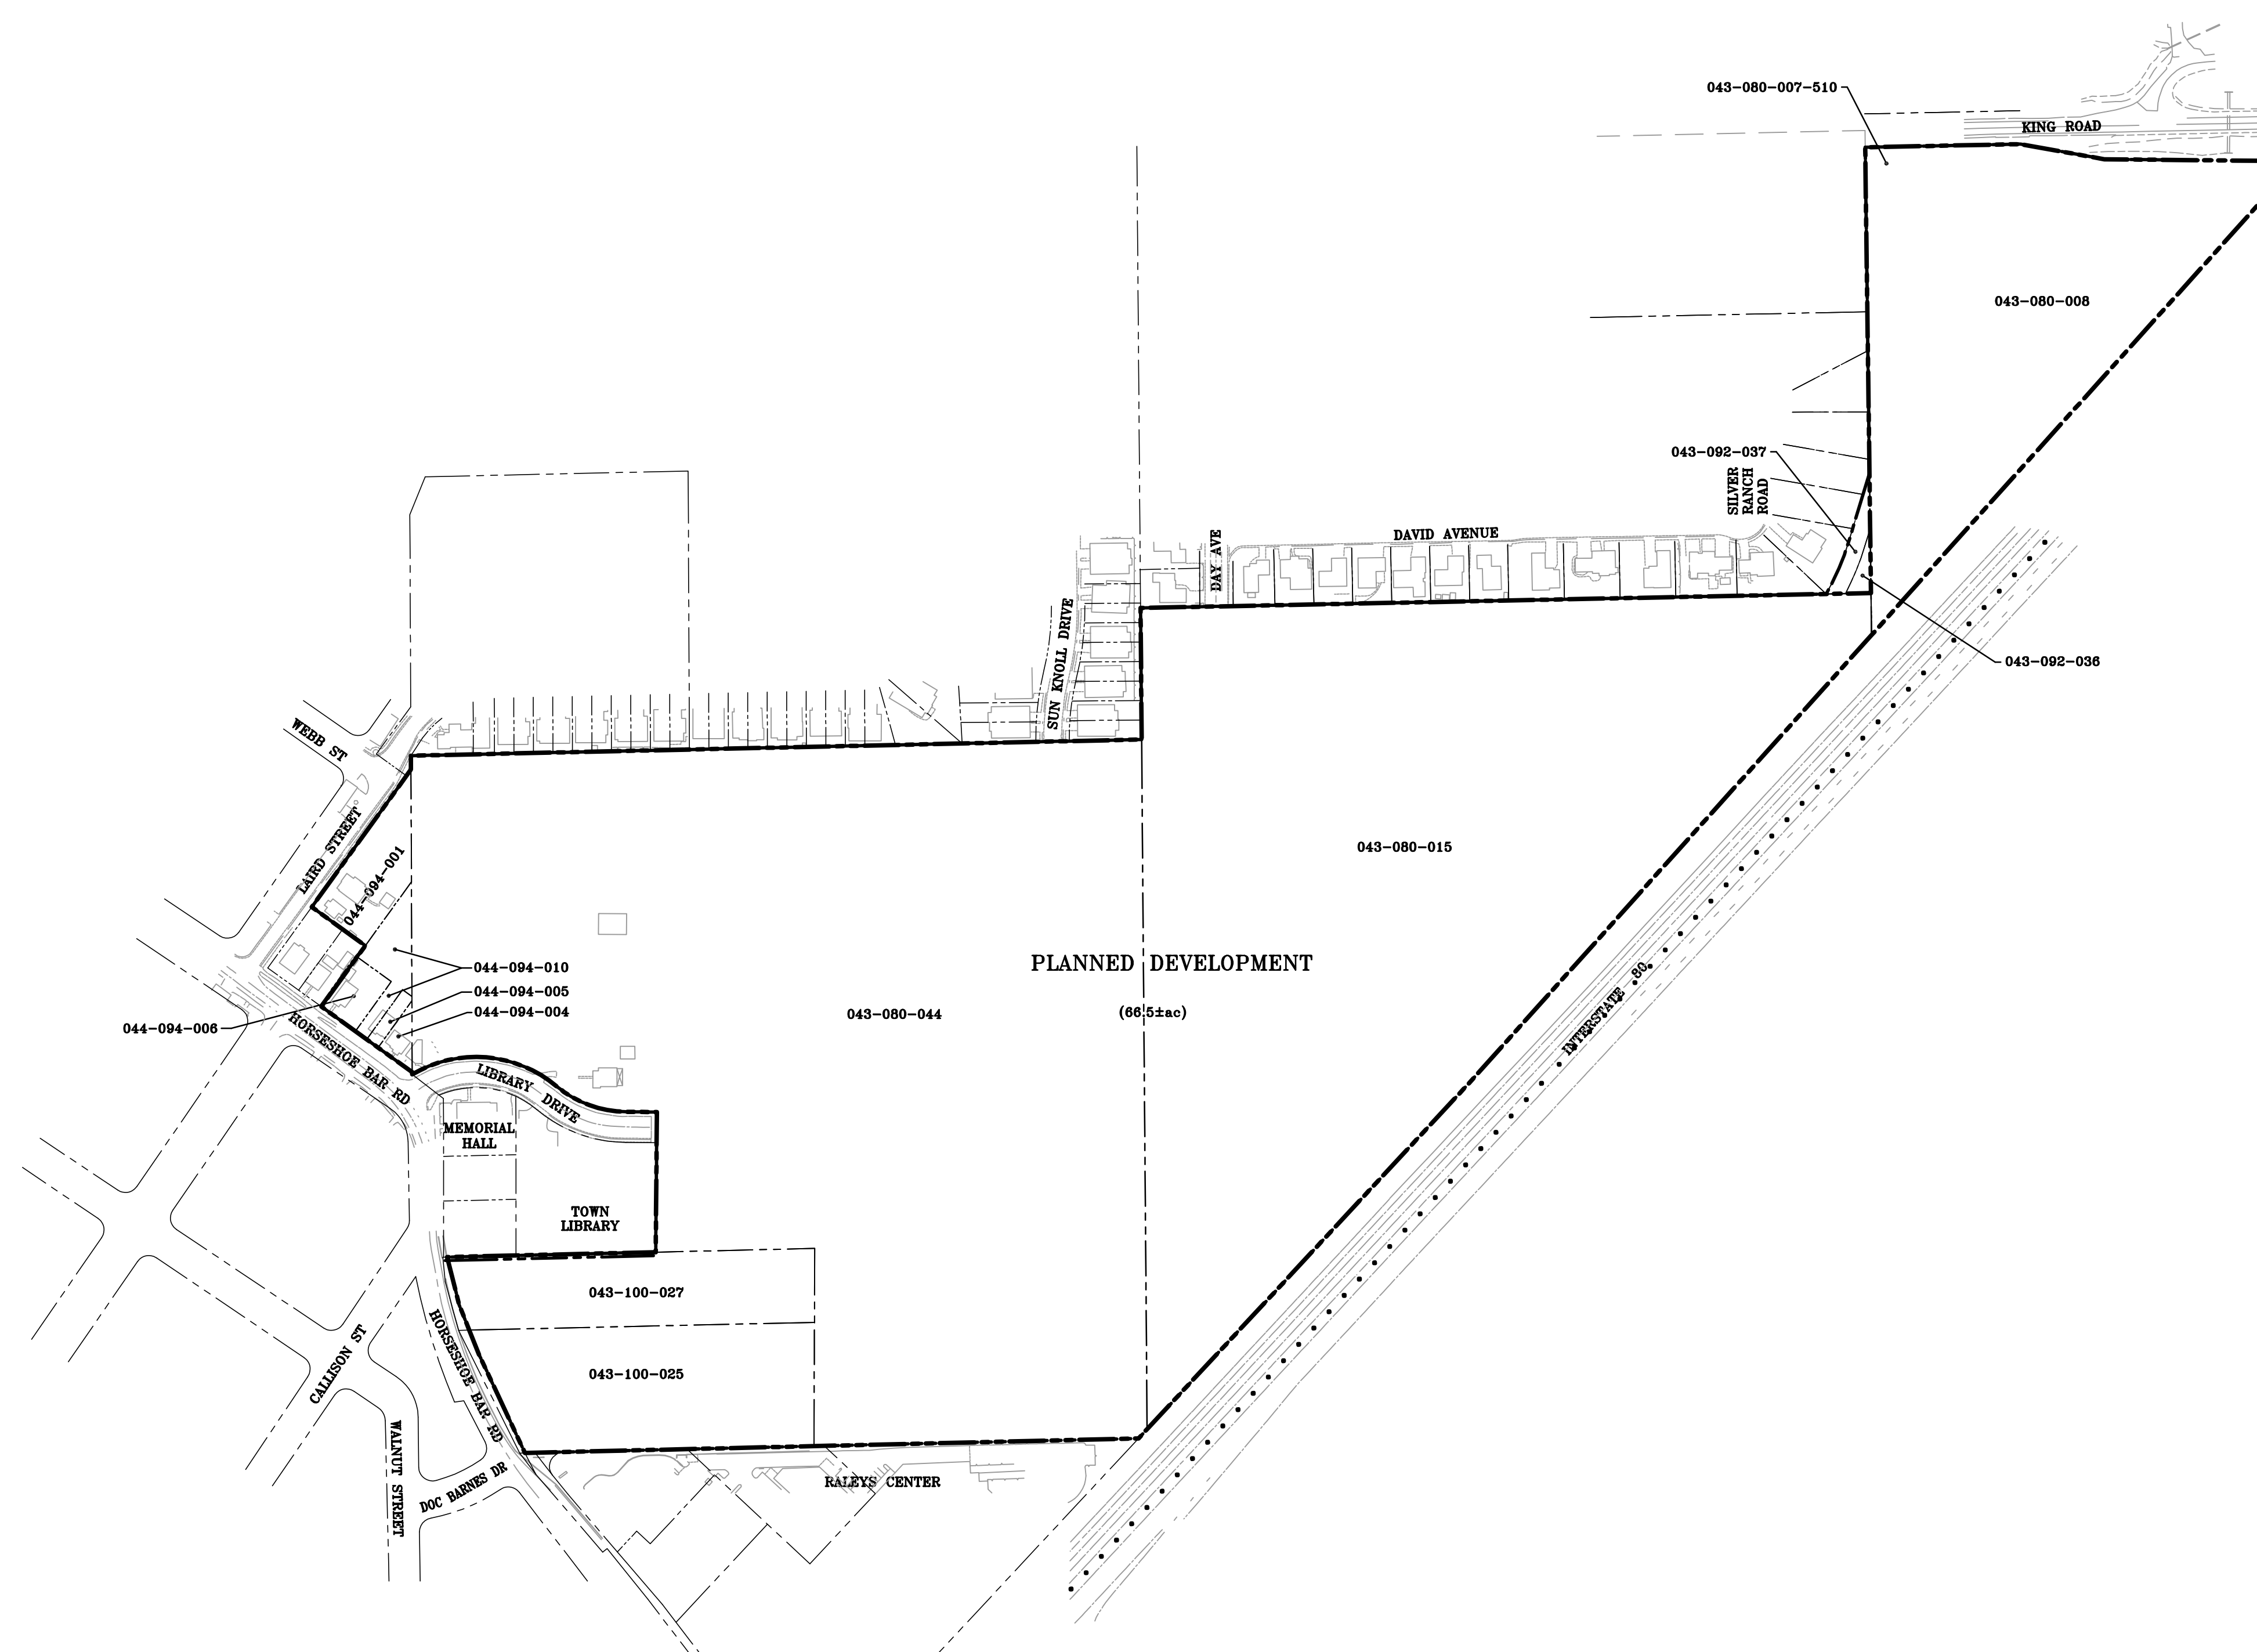 043-080-007-510
KING ROAD
043-080-008
043-092-037
SILVER
RANCH
ROAD
DAVID AVENUE
DAY AVE
SUN KNOLL DRIVE
043-092-036
WEBB ST
LAIRD STREET
044-094-001
043-080-015
PLANNED DEVELOPMENT
(66.5±ac)
043-080-044
INTERSTATE 80
044-094-010
044-094-005
044-094-004
044-094-006
HORSESHOE BAR RD
LIBRARY DRIVE
MEMORIAL
HALL
TOWN
LIBRARY
043-100-027
043-100-025
HORSESHOE BAR RD
CALLISON ST
WALNUT STREET
DOC BARNES DR
RALEYS CENTER